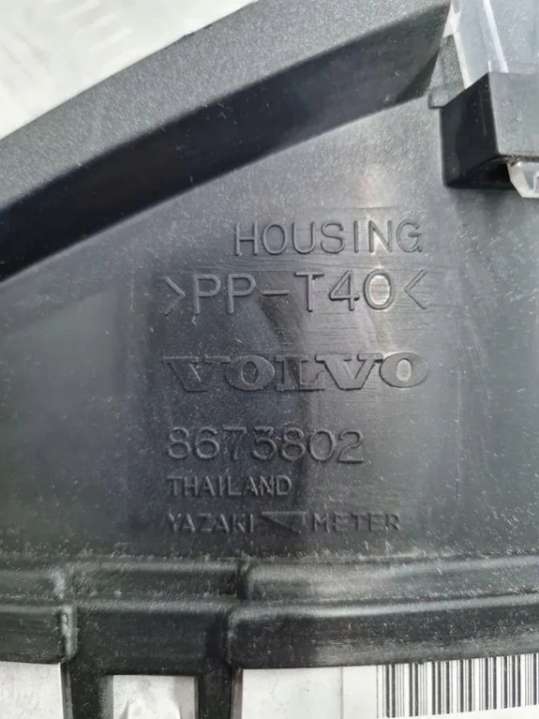 HOUSING
>PP-T40<
VOLVO
8673802
THAILAND
YAZAKI METER